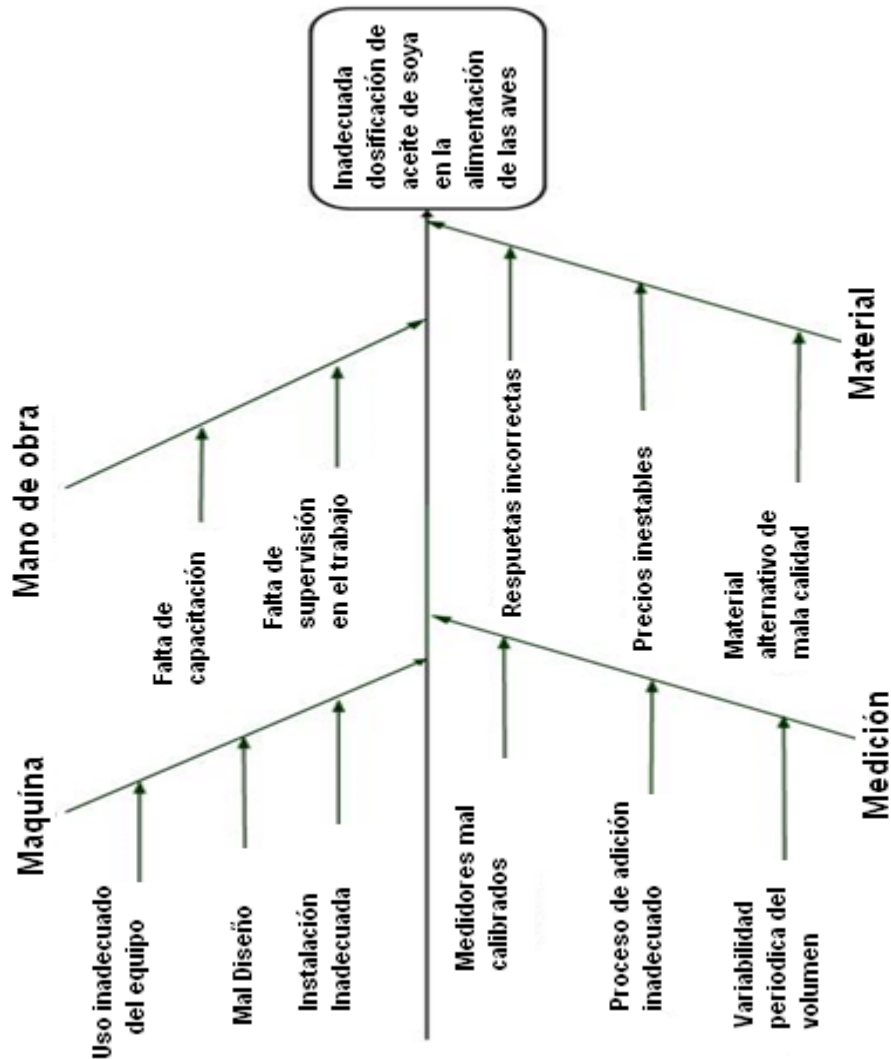 Maquína
Mano de obra
Uso inadecuado
del equipo
Mal Diseño
Instalación
Inadecuada
Falta de
capacitación
Falta de
supervisión
en el trabajo
Inadecuada
dosificación de
aceite de soya
en la
alimentación
de las aves
Medidores mal
calibrados
Proceso de adición
inadecuado
Variabilidad
periodica del
volumen
Respuetas incorrectas
Precios inestables
Material
alternativo de
mala calidad
Medición
Material